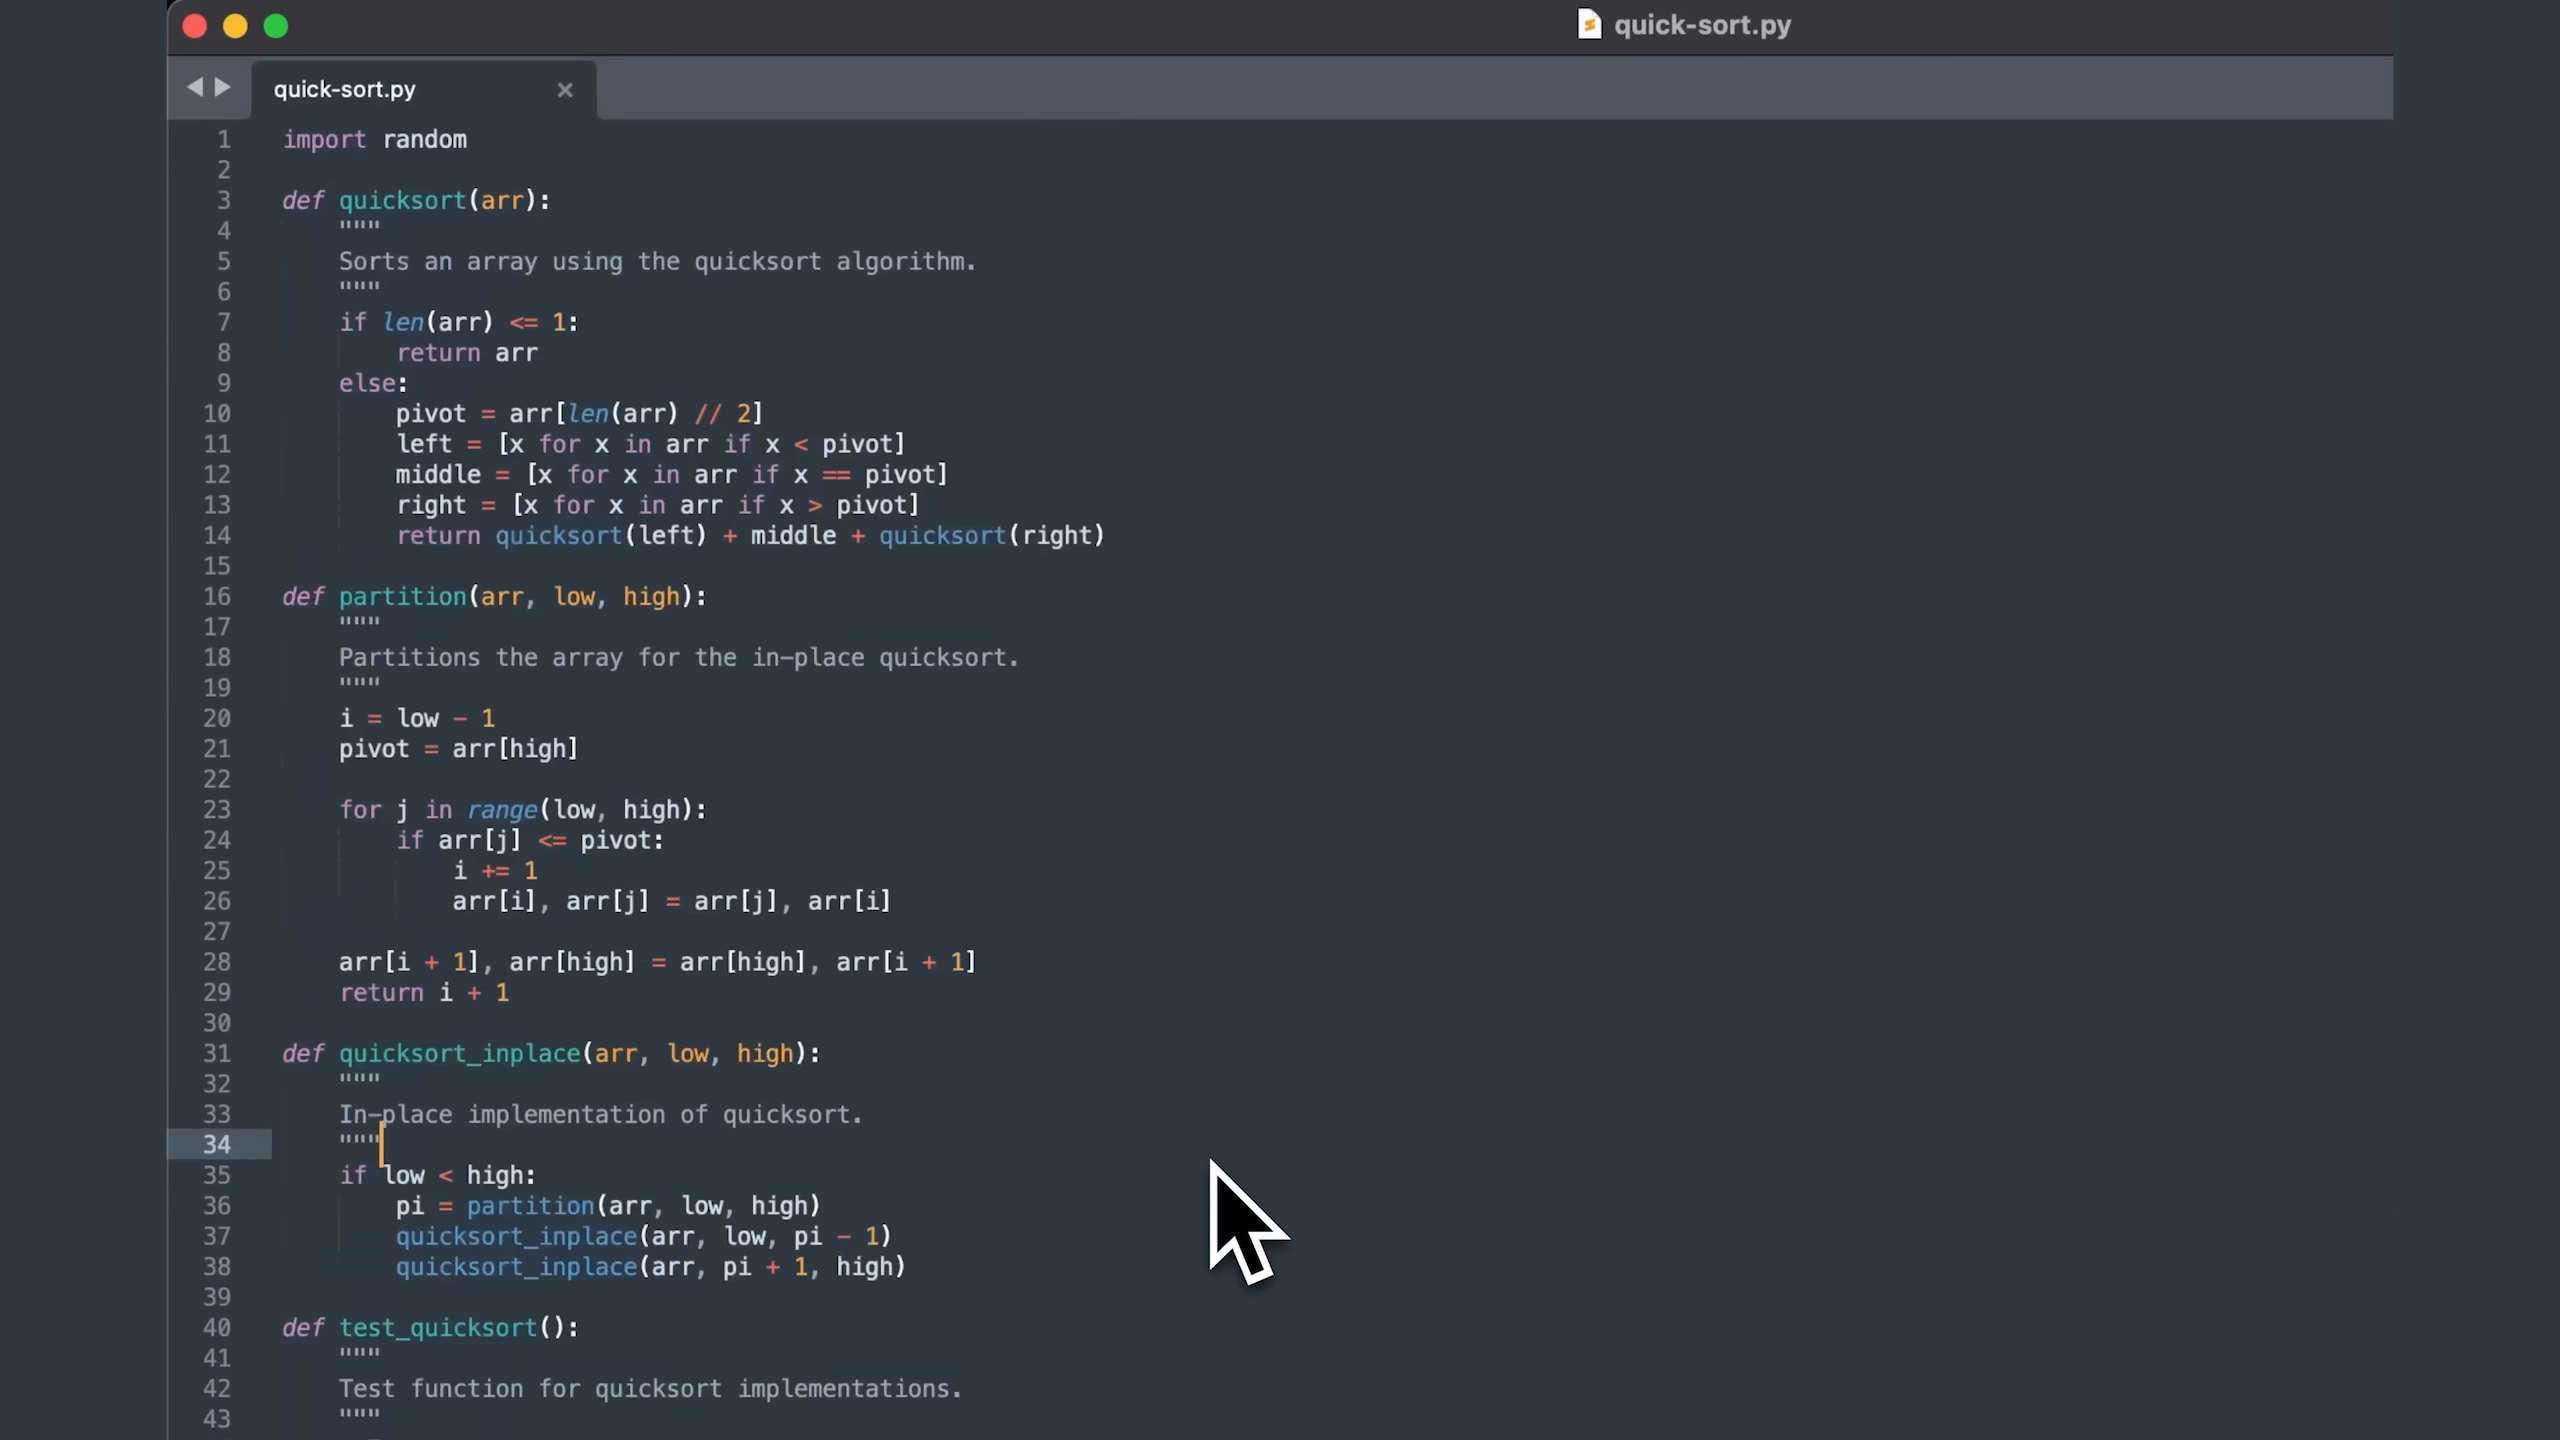 quick-sort.py
quick-sort.py ×
1 import random
2
3 def quicksort(arr):
4     """
5     Sorts an array using the quicksort algorithm.
6     """
7     if len(arr) <= 1:
8         return arr
9     else:
10         pivot = arr[len(arr) // 2]
11         left = [x for x in arr if x < pivot]
12         middle = [x for x in arr if x == pivot]
13         right = [x for x in arr if x > pivot]
14         return quicksort(left) + middle + quicksort(right)
15
16 def partition(arr, low, high):
17     """
18     Partitions the array for the in-place quicksort.
19     """
20     i = low - 1
21     pivot = arr[high]
22
23     for j in range(low, high):
24         if arr[j] <= pivot:
25             i += 1
26             arr[i], arr[j] = arr[j], arr[i]
27
28     arr[i + 1], arr[high] = arr[high], arr[i + 1]
29     return i + 1
30
31 def quicksort_inplace(arr, low, high):
32     """
33     In-place implementation of quicksort.
34     """
35     if low < high:
36         pi = partition(arr, low, high)
37         quicksort_inplace(arr, low, pi - 1)
38         quicksort_inplace(arr, pi + 1, high)
39
40 def test_quicksort():
41     """
42     Test function for quicksort implementations.
43     """